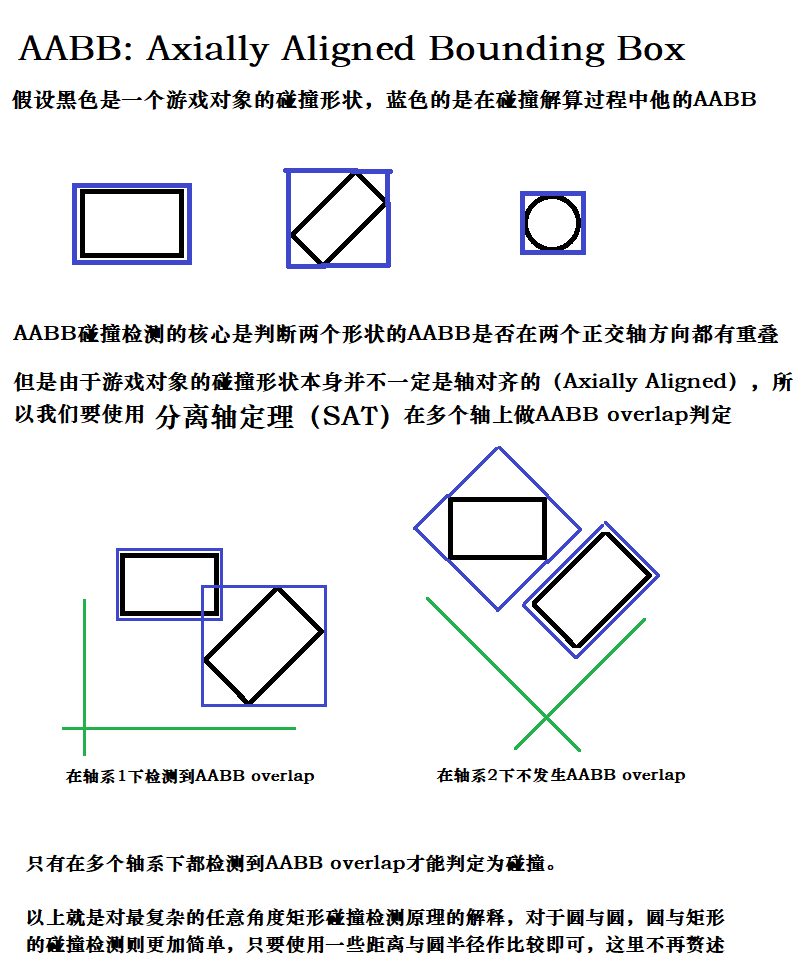 AABB: Axially Aligned Bounding Box
假设黑色是一个游戏对象的碰撞形状，蓝色的是在碰撞解算过程中他的AABB
AABB碰撞检测的核心是判断两个形状的AABB是否在两个正交轴方向都有重叠
但是由于游戏对象的碰撞形状本身并不一定是轴对齐的（Axially Aligned），所
以我们要使用 分离轴定理（SAT）在多个轴上做AABB overlap判定
在轴系1下检测到AABB overlap
在轴系2下不发生AABB overlap
只有在多个轴系下都检测到AABB overlap才能判定为碰撞。
以上就是对最复杂的任意角度矩形碰撞检测原理的解释，对于圆与圆，圆与矩形
的碰撞检测则更加简单，只要使用一些距离与圆半径作比较即可，这里不再赘述